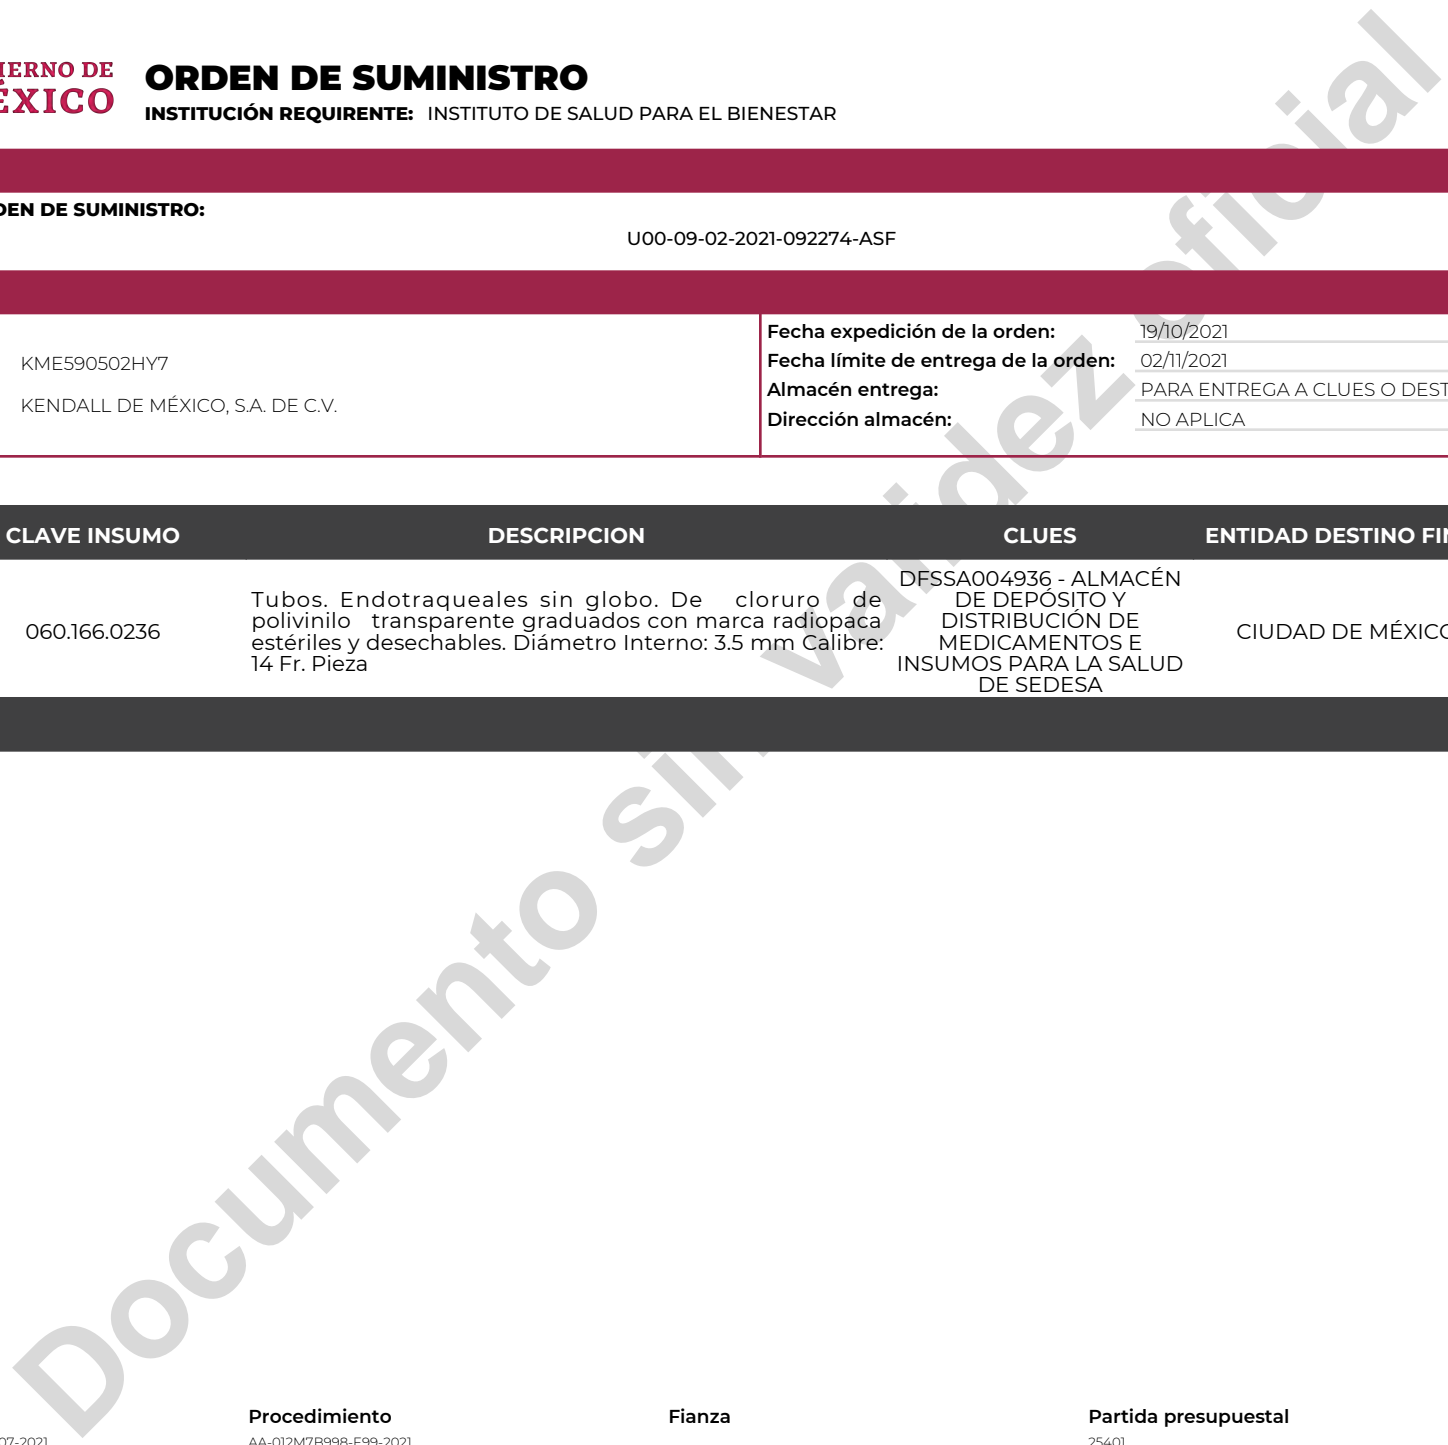 ORDEN DE SUMINISTRO
INSTITUCIÓN REQUIRENTE: INSTITUTO DE SALUD PARA EL BIENESTAR
DE SUMINISTRO:
U00-09-02-2021-092274-ASF
KME590502HY7
KENDALL DE MÉXICO, S.A. DE C.V.
Fecha expedición de la orden: 19/10/2021
Fecha límite de entrega de la orden: 02/11/2021
Almacén entrega: PARA ENTREGA A CLUES O DEST
Dirección almacén: NO APLICA
CLAVE INSUMO DESCRIPCION CLUES ENTIDAD DESTINO
060.166.0236
Tubos. Endotraqueales sin globo. De cloruro de
polivinilo transparente graduados con marca radiopaca
estériles y desechables. Diámetro Interno: 3.5 mm Calibre:
14 Fr. Pieza
DFSSA004936 - ALMACÉN
DE DEPÓSITO Y
DISTRIBUCIÓN DE
MEDICAMENTOS E
INSUMOS PARA LA SALUD
DE SEDESA
CIUDAD DE MÉXICO
Documento sin validez oficial
Procedimiento Fianza Partida presupuestal
07-2021 AA-012M7B998-E99-2021 25401